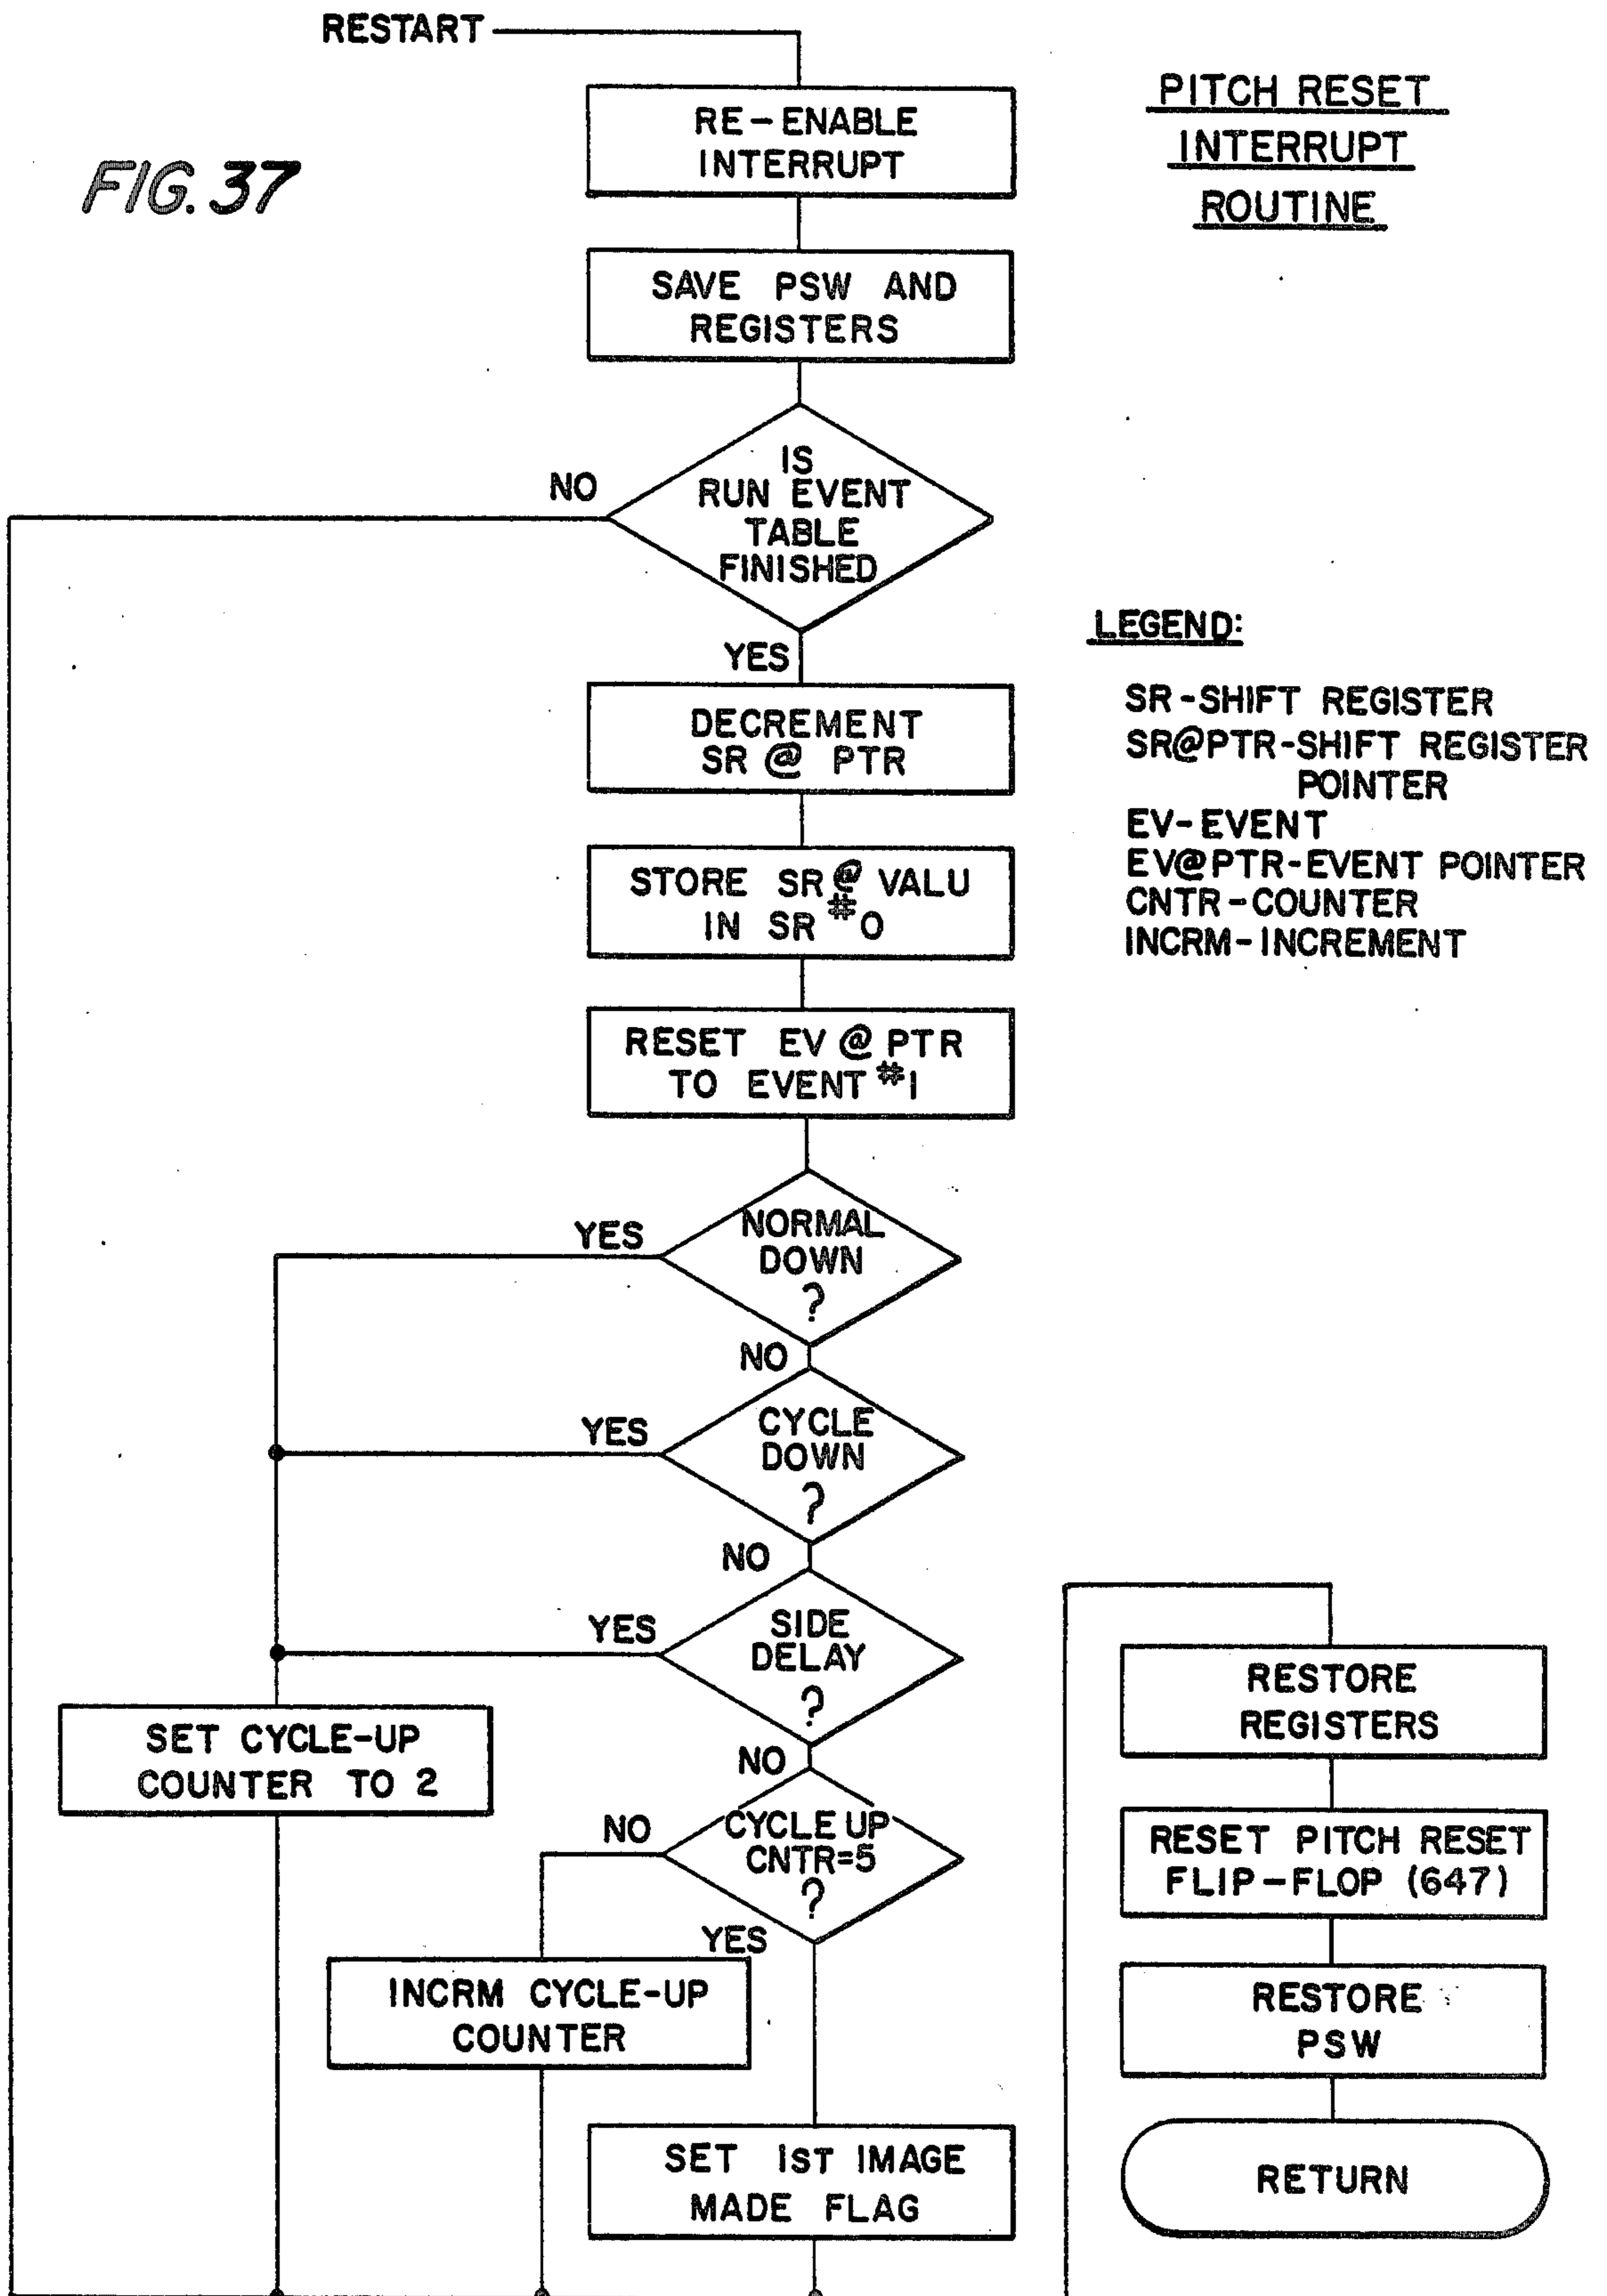 RESTART
PITCH RESET
INTERRUPT
ROUTINE
FIG. 37
RE-ENABLE
INTERRUPT
SAVE PSW AND
REGISTERS
IS
RUN EVENT
TABLE
FINISHED
NO
YES
LEGEND:
SR-SHIFT REGISTER
SR@PTR-SHIFT REGISTER
POINTER
EV-EVENT
EV@PTR-EVENT POINTER
CNTR-COUNTER
INCRM-INCREMENT
DECREMENT
SR @ PTR
STORE SR @ VALU
IN SR #0
RESET EV @ PTR
TO EVENT #1
NORMAL
DOWN
?
YES
NO
CYCLE
DOWN
?
YES
NO
SIDE
DELAY
?
YES
NO
SET CYCLE-UP
COUNTER TO 2
CYCLE UP
CNTR=5
?
NO
YES
INCRM CYCLE-UP
COUNTER
SET 1ST IMAGE
MADE FLAG
RESTORE
REGISTERS
RESET PITCH RESET
FLIP-FLOP (647)
RESTORE
PSW
RETURN